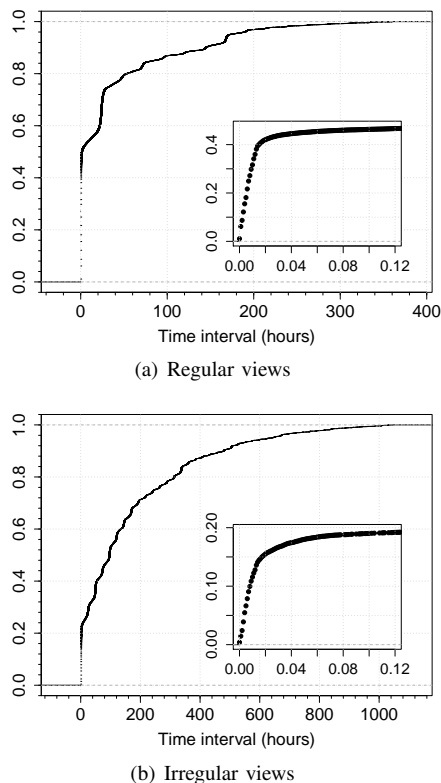 0.0 0.2 0.4 0.6 0.8 1.0
0.0 0.2 0.4
0.00 0.04 0.08 0.12
0 100 200 300 400
Time interval (hours)
(a) Regular views
0.0 0.2 0.4 0.6 0.8 1.0
0.00 0.10 0.20
0.00 0.04 0.08 0.12
0 200 400 600 800 1000
Time interval (hours)
(b) Irregular views